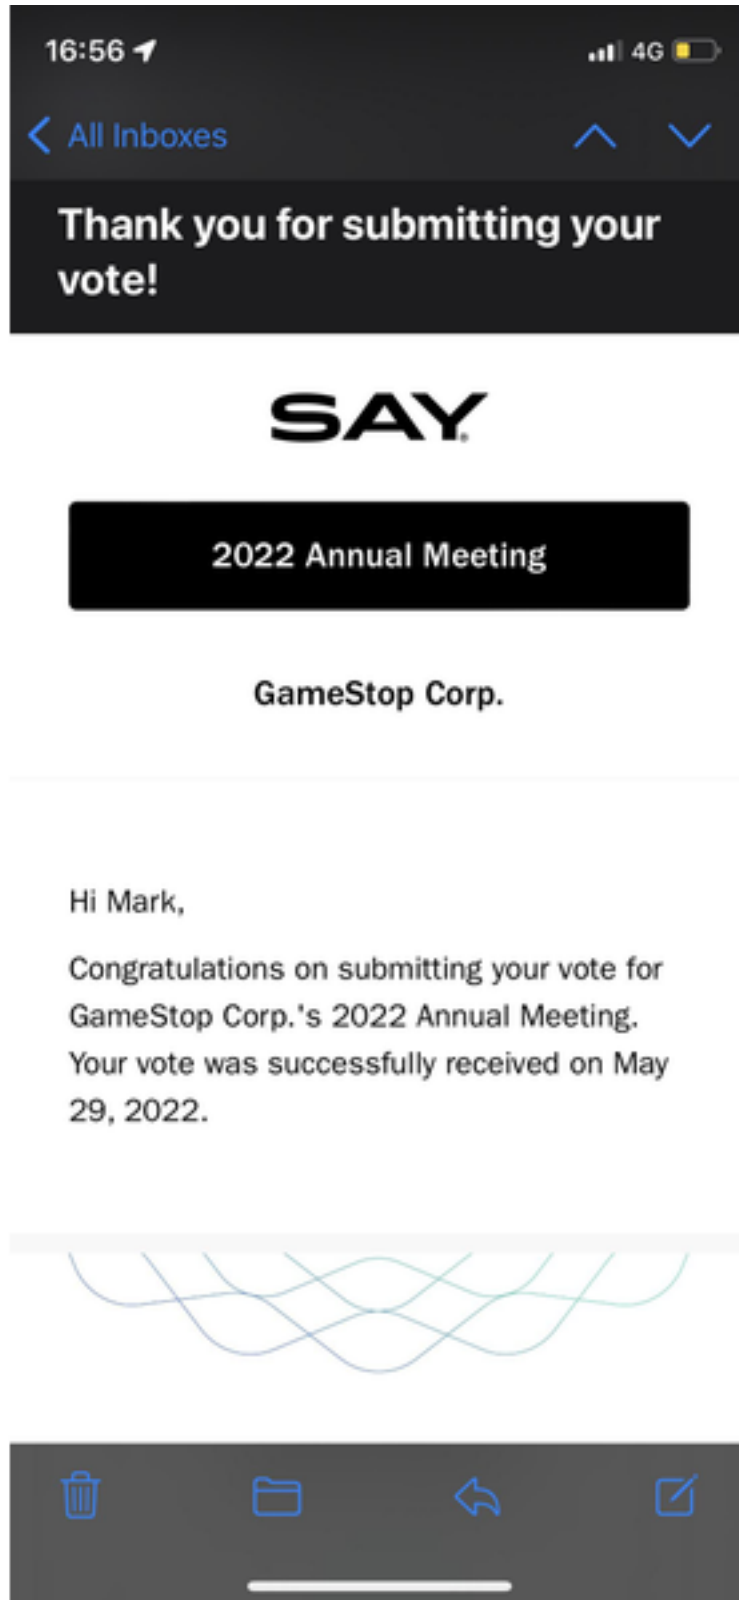 16:56
4G
All Inboxes
Thank you for submitting your
vote!
SAY
2022 Annual Meeting
GameStop Corp.
Hi Mark,
Congratulations on submitting your vote for
GameStop Corp.'s 2022 Annual Meeting.
Your vote was successfully received on May
29, 2022.